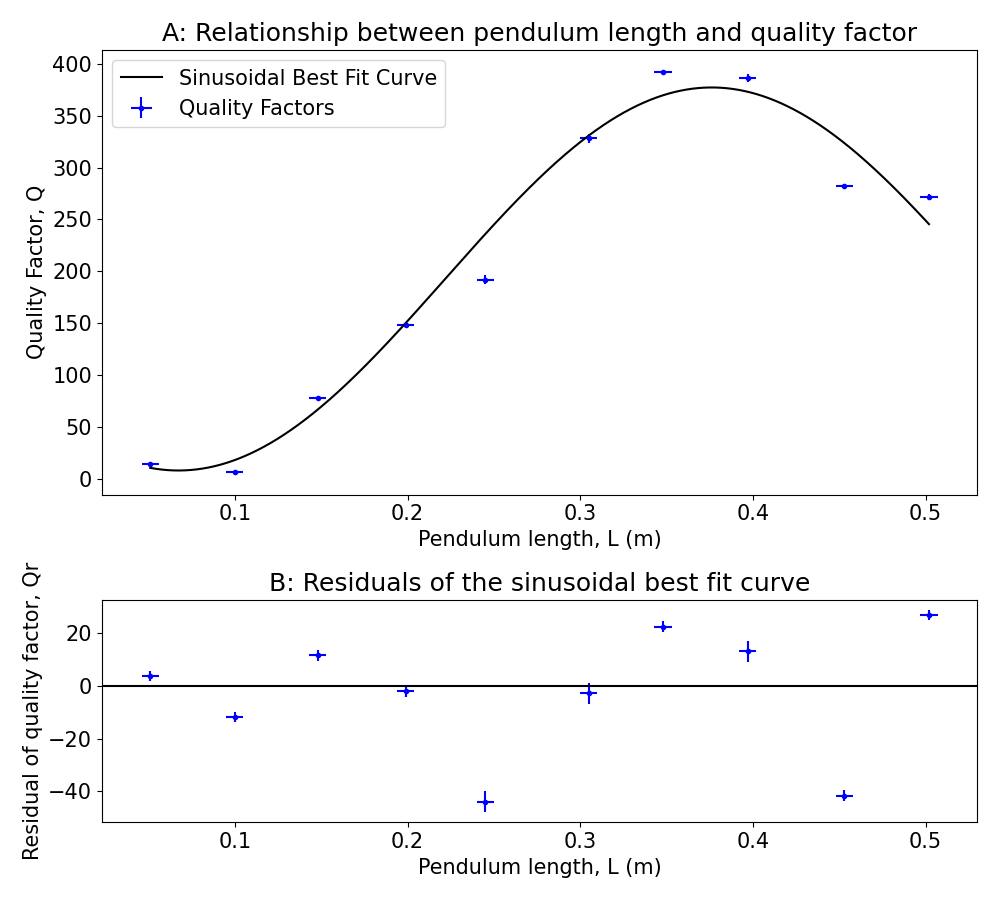 A: Relationship between pendulum length and quality factor
Sinusoidal Best Fit Curve
Quality Factors
Quality Factor, Q
400
350
300
250
200
150
100
50
0
0.1 0.2 0.3 0.4 0.5
Pendulum length, L (m)
B: Residuals of the sinusoidal best fit curve
Residual of quality factor, Qr
20
0
−20
−40
0.1 0.2 0.3 0.4 0.5
Pendulum length, L (m)